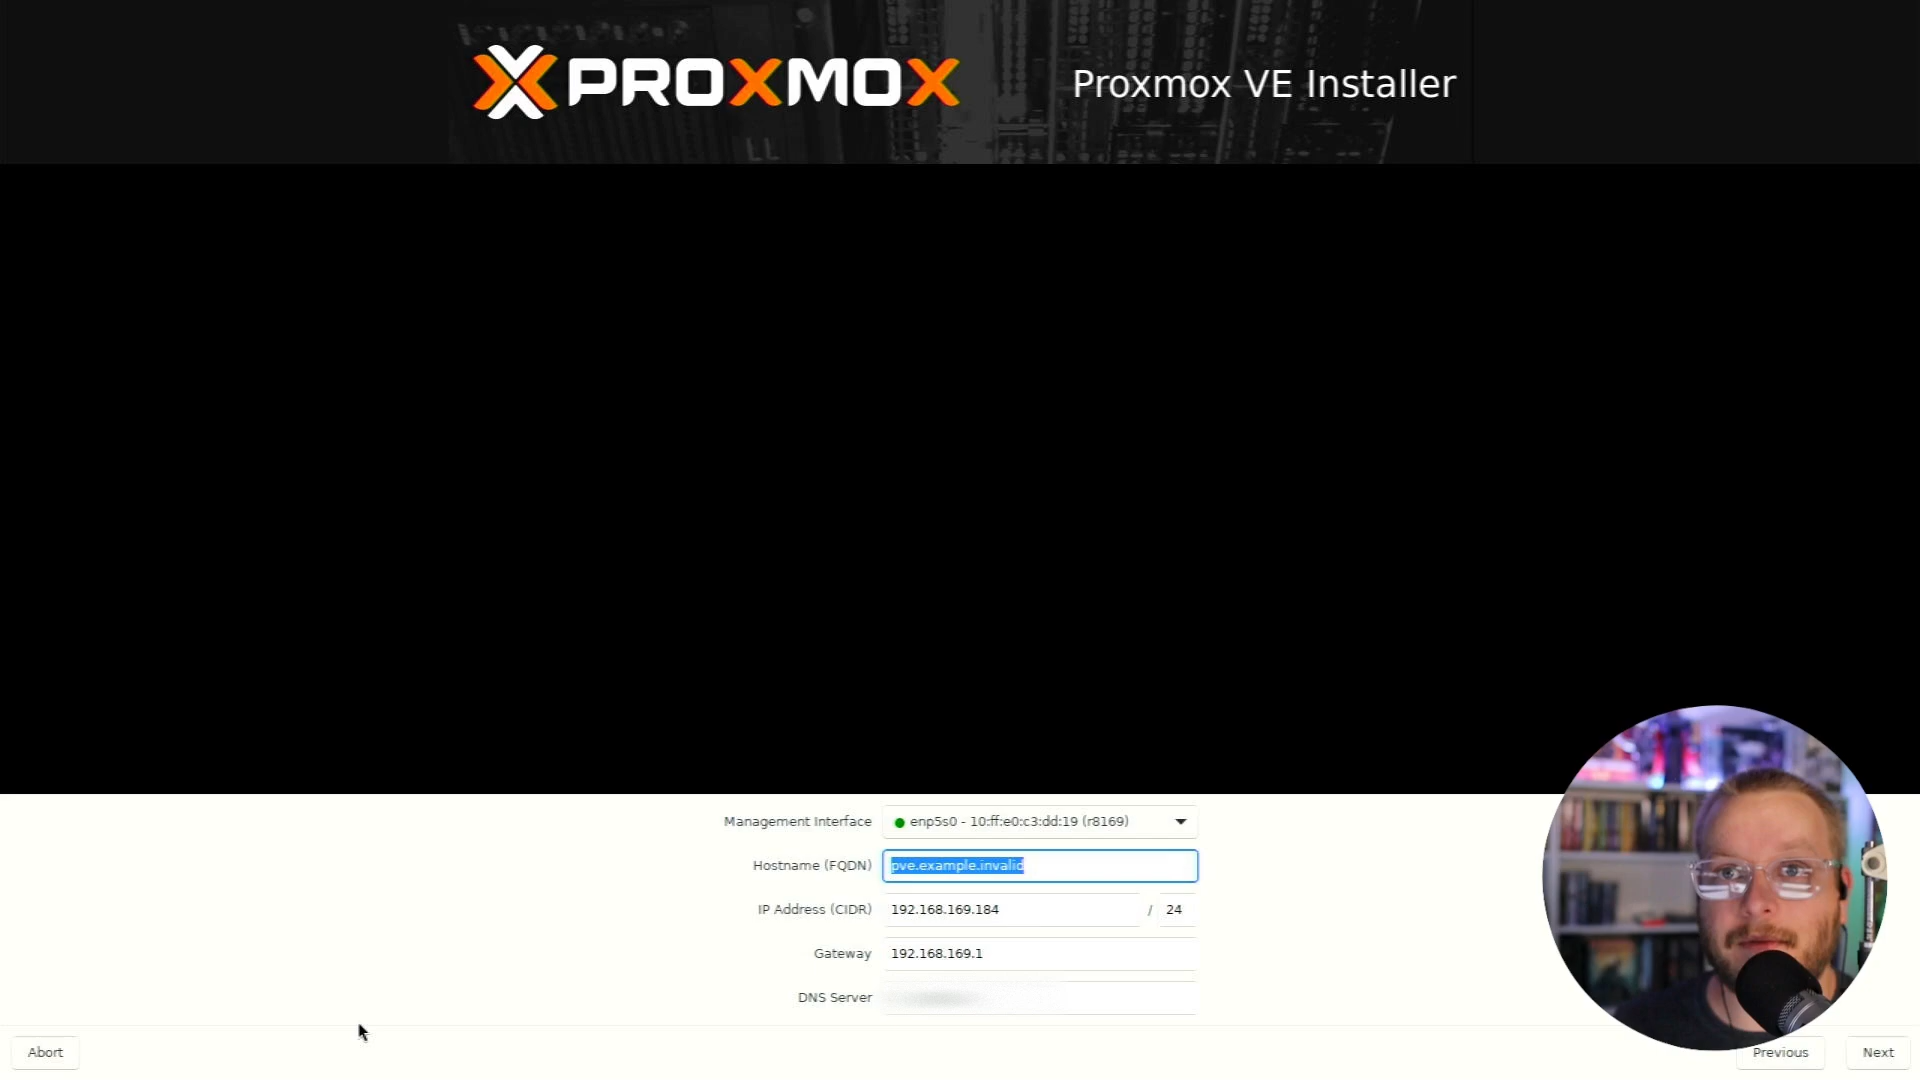 PROXMOX
Proxmox VE Installer
Management Interface enp5s0 - 10:ff:e0:c3:dd:19 (r8169)
Hostname (FQDN) pve.example.invalid
IP Address (CIDR) 192.168.169.184 / 24
Gateway 192.168.169.1
DNS Server
Abort
Previous
Next